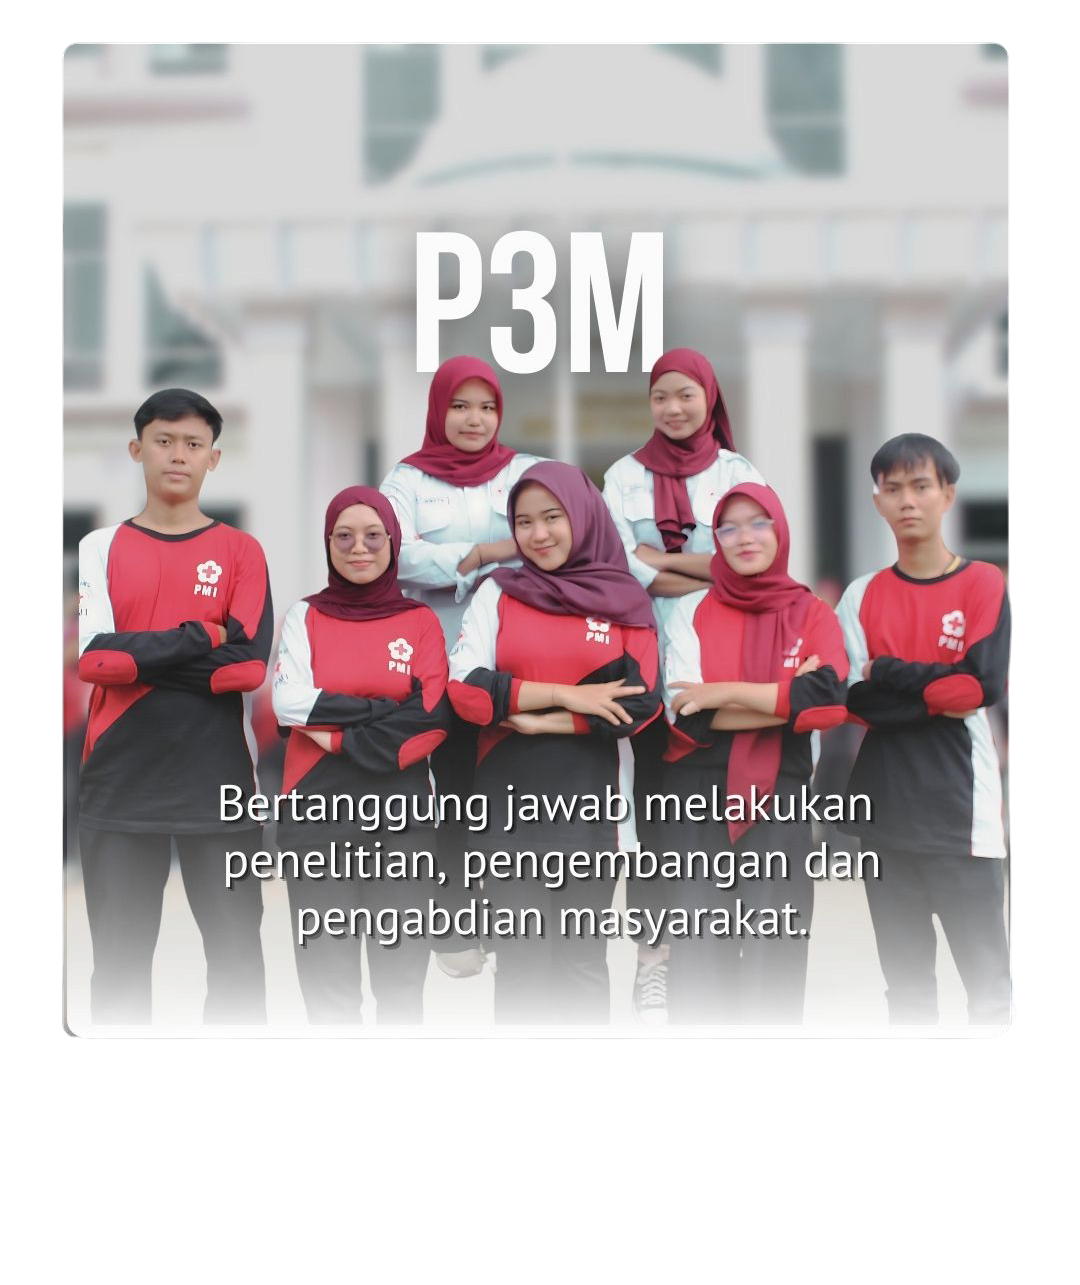 P3M
PMI
PMI
PMI
PMI
Bertanggung jawab melakukan
penelitian, pengembangan dan
pengabdian masyarakat.